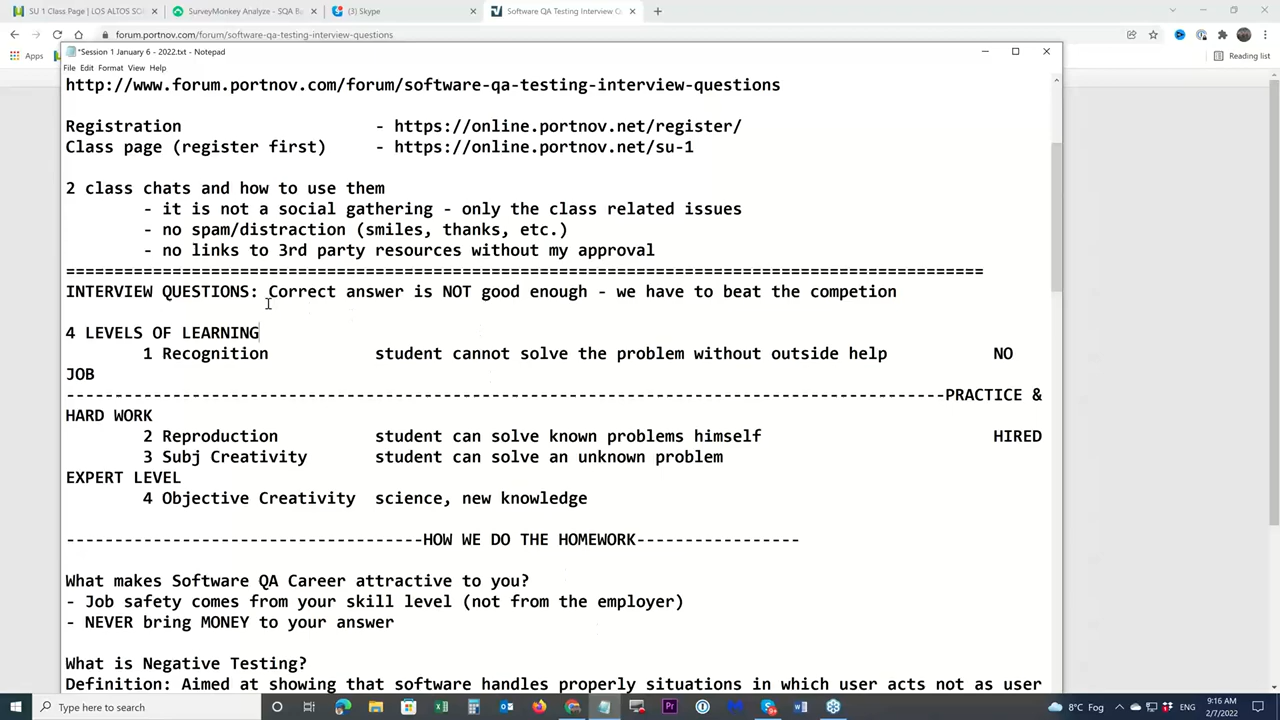 SU 1 Class Page | LOS ALTOS SC
SurveyMonkey Analyze - SQA B
(3) Skype
Software QA Testing Interview Q
forum.portnov.com/forum/software-qa-testing-interview-questions
Apps
Reading list
*Session 1 January 6 - 2022.txt - Notepad
File Edit Format View Help
http://www.forum.portnov.com/forum/software-qa-testing-interview-questions
Registration - https://online.portnov.net/register/
Class page (register first) - https://online.portnov.net/su-1
2 class chats and how to use them
- it is not a social gathering - only the class related issues
- no spam/distraction (smiles, thanks, etc.)
- no links to 3rd party resources without my approval
===============================================================================================
INTERVIEW QUESTIONS: Correct answer is NOT good enough - we have to beat the competion
4 LEVELS OF LEARNING
1 Recognition student cannot solve the problem without outside help NO
JOB
-------------------------------------------------------------------------------------------PRACTICE &
HARD WORK
2 Reproduction student can solve known problems himself HIRED
3 Subj Creativity student can solve an unknown problem
EXPERT LEVEL
4 Objective Creativity science, new knowledge
-------------------------------------HOW WE DO THE HOMEWORK-----------------
What makes Software QA Career attractive to you?
- Job safety comes from your skill level (not from the employer)
- NEVER bring MONEY to your answer
What is Negative Testing?
Definition: Aimed at showing that software handles properly situations in which user acts not as user
Type here to search
8°C Fog
9:16 AM
2/7/2022